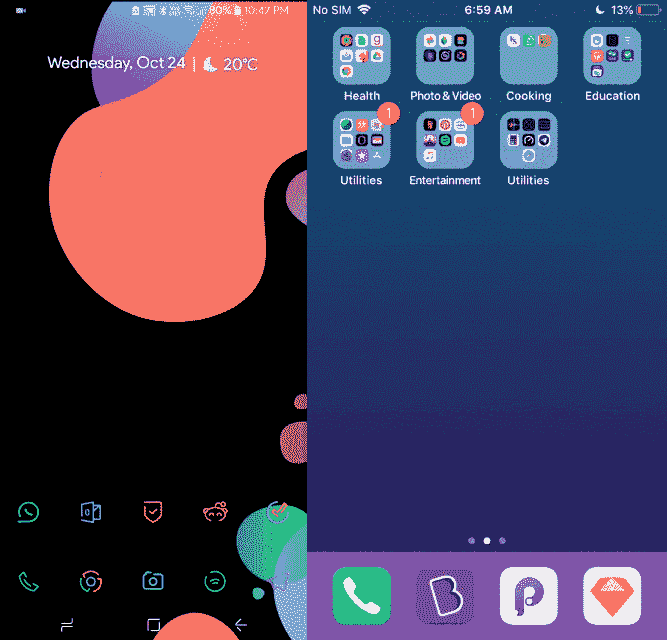 80% 10:47 PM
Wednesday, Oct 24 | 20°C
No SIM 6:59 AM 13%
Health Photo & Video Cooking Education
1 1
Utilities Entertainment Utilities